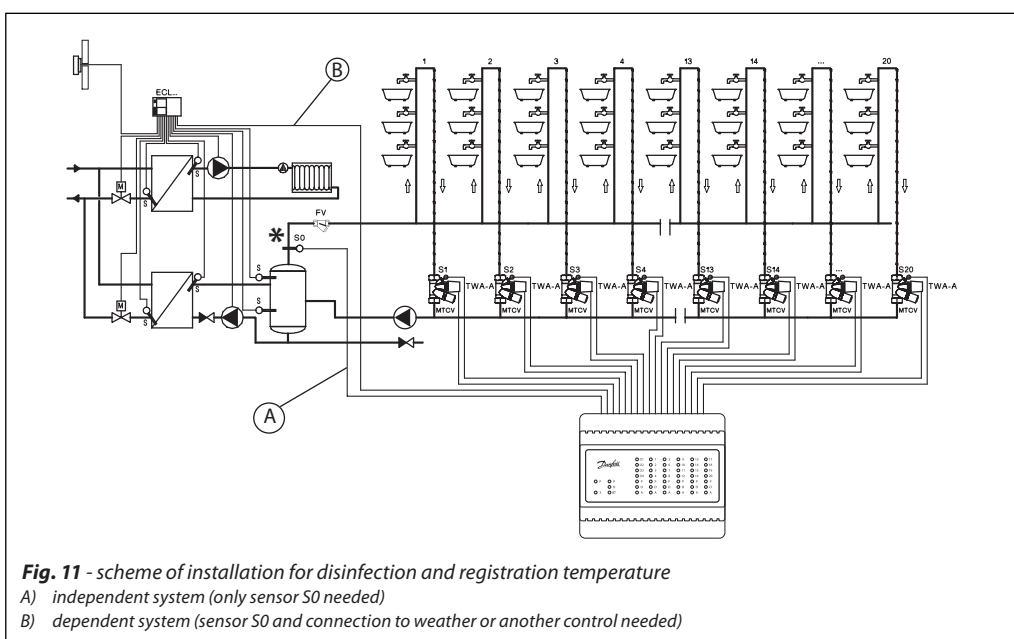 1 2 3 4 13 14 ... 20
B
ECL...
M
S
S
S0
FV
S
M
S
S
S
S1 S2 S3 S4 S13 S14 ... S20
TWA-A TWA-A TWA-A TWA-A TWA-A TWA-A TWA-A TWA-A
MTCV MTCV MTCV MTCV MTCV MTCV MTCV MTCV
A
Danfoss
Fig. 11 - scheme of installation for disinfection and registration temperature
A) independent system (only sensor S0 needed)
B) dependent system (sensor S0 and connection to weather or another control needed)